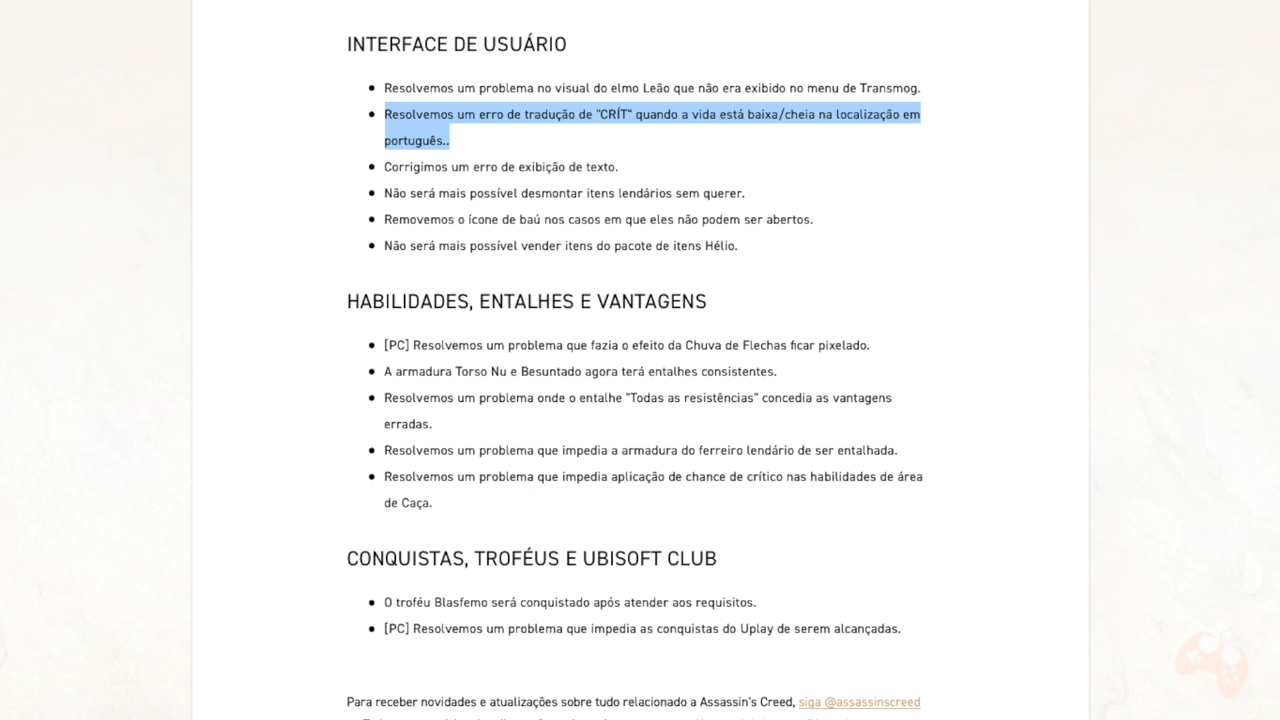 INTERFACE DE USUÁRIO
Resolvemos um problema no visual do elmo Leão que não era exibido no menu de Transmog.
Resolvemos um erro de tradução de "CRÍT" quando a vida está baixa/cheia na localização em
português..
Corrigimos um erro de exibição de texto.
Não será mais possível desmontar itens lendários sem querer.
Removemos o ícone de baú nos casos em que eles não podem ser abertos.
Não será mais possível vender itens do pacote de itens Hélio.
HABILIDADES, ENTALHES E VANTAGENS
[PC] Resolvemos um problema que fazia o efeito da Chuva de Flechas ficar pixelado.
A armadura Torso Nu e Besuntado agora terá entalhes consistentes.
Resolvemos um problema onde o entalhe "Todas as resistências" concedia as vantagens
erradas.
Resolvemos um problema que impedia a armadura do ferreiro lendário de ser entalhada.
Resolvemos um problema que impedia aplicação de chance de crítico nas habilidades de área
de Caça.
CONQUISTAS, TROFÉUS E UBISOFT CLUB
O troféu Blasfemo será conquistado após atender aos requisitos.
[PC] Resolvemos um problema que impedia as conquistas do Uplay de serem alcançadas.
Para receber novidades e atualizações sobre tudo relacionado a Assassin's Creed, siga @assassinscreed